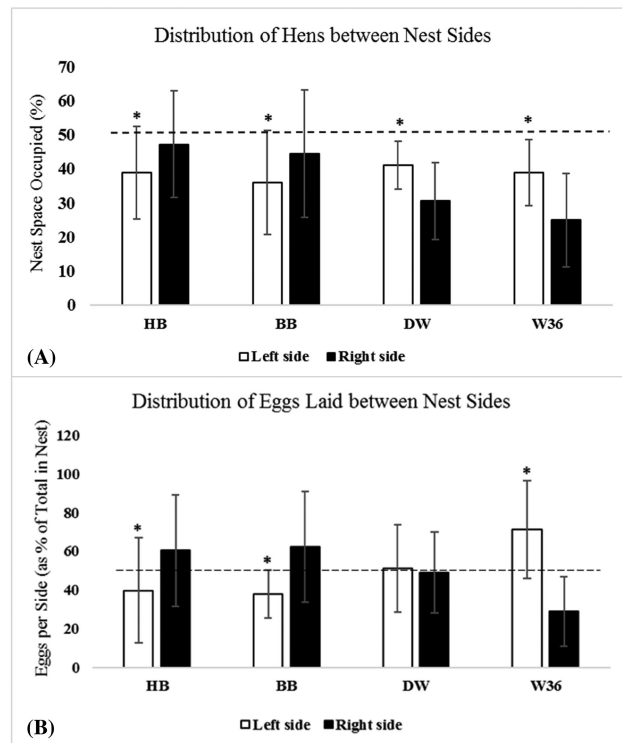 Distribution of Hens between Nest Sides
Nest Space Occupied (%)
70
60
50
40
30
20
10
0
* * * *
HB BB DW W36
Left side Right side
(A)
Distribution of Eggs Laid between Nest Sides
Eggs per Side (as % of Total in Nest)
120
100
80
60
40
20
0
* * *
HB BB DW W36
Left side Right side
(B)